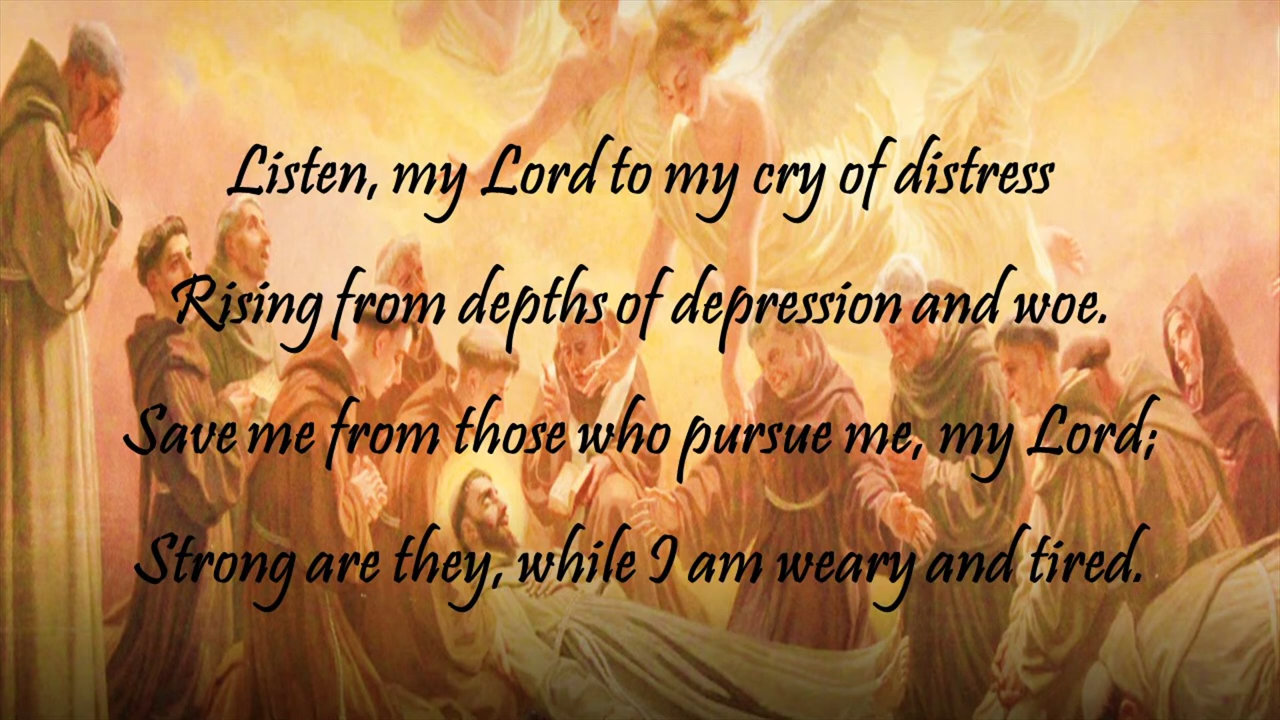 Listen, my Lord to my cry of distress
Rising from depths of depression and woe.
Save me from those who pursue me, my Lord;
Strong are they, while I am weary and tired.